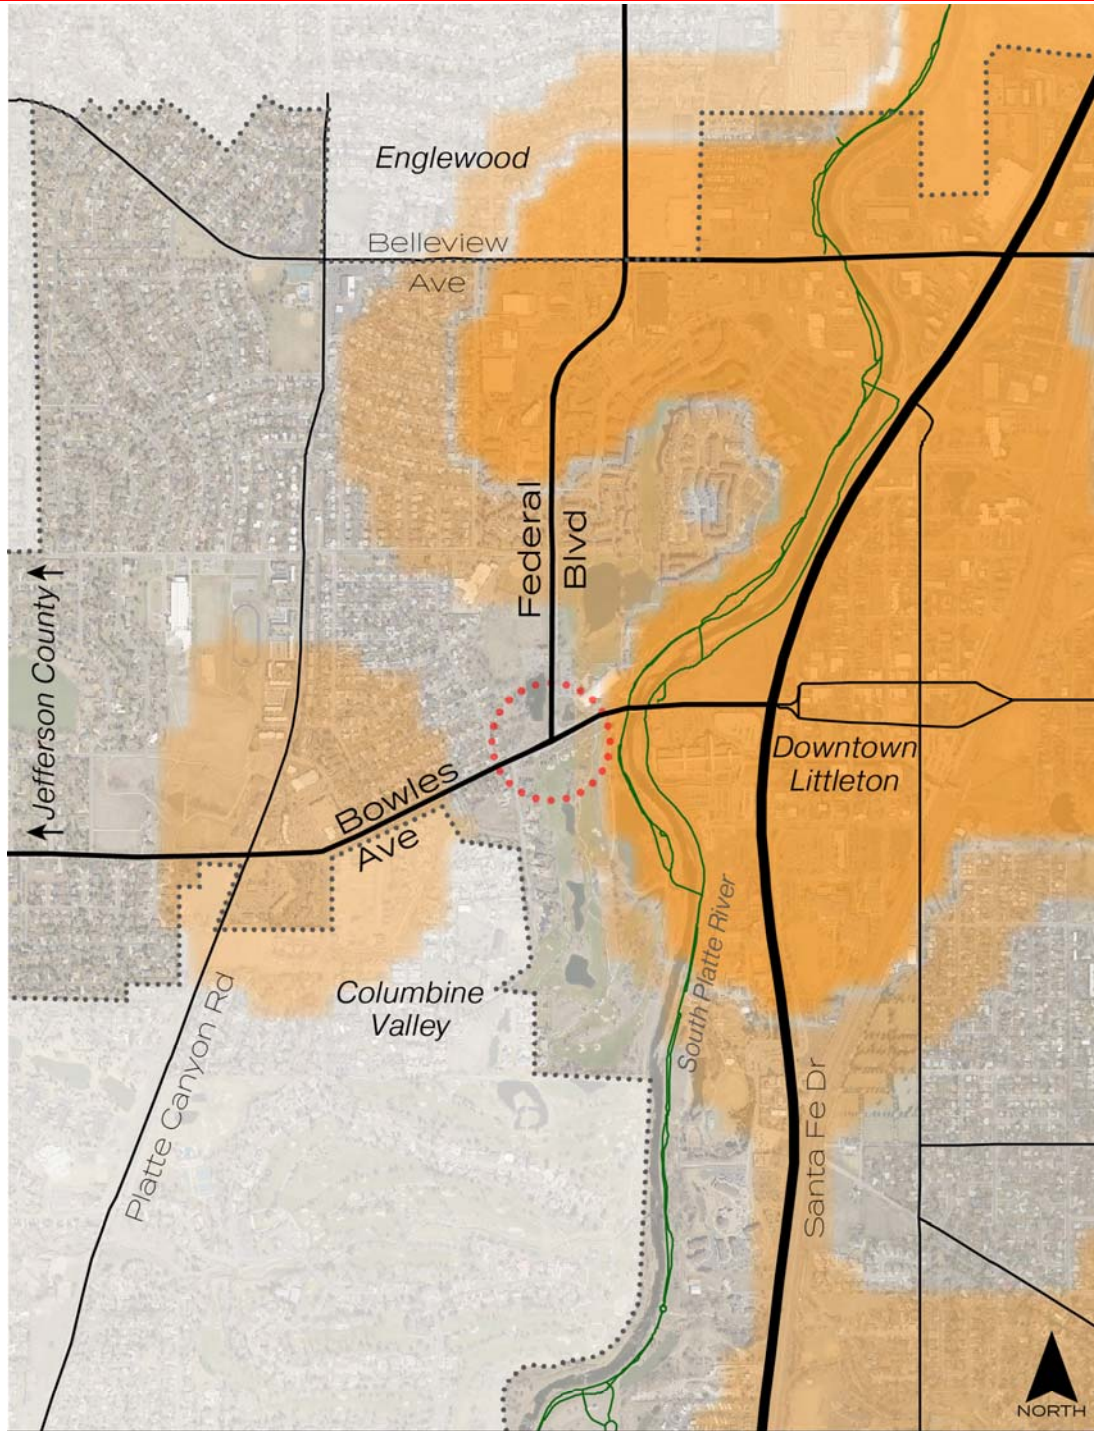 Englewood
Belleview
Ave
Federal
Blvd
Jefferson County
Downtown
Littleton
Bowles
Ave
South Platte River
Columbine
Valley
Platte Canyon Rd
Santa Fe Dr
NORTH